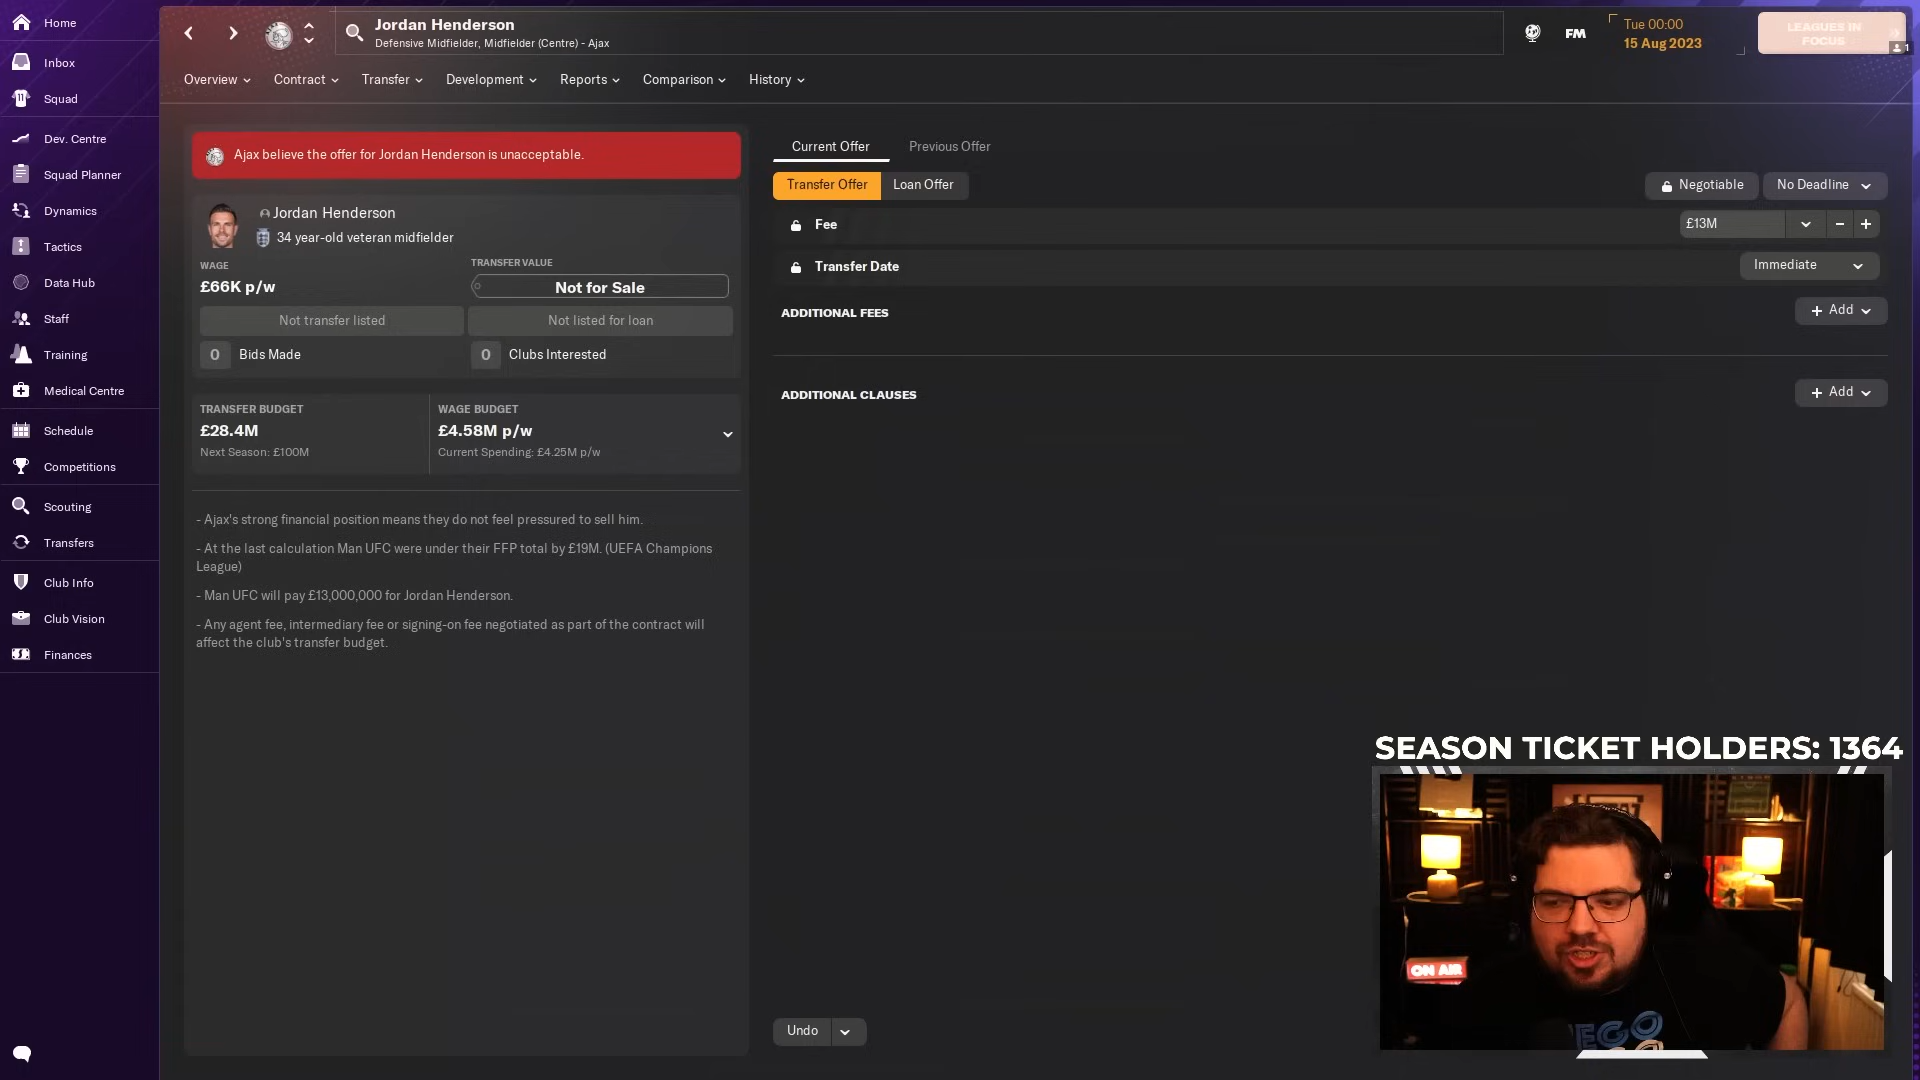 Home
Inbox
Squad
Dev. Centre
Squad Planner
Dynamics
Tactics
Data Hub
Staff
Training
Medical Centre
Schedule
Competitions
Scouting
Transfers
Club Info
Club Vision
Finances
Jordan Henderson
Defensive Midfielder, Midfielder (Centre) - Ajax
FM
Tue 00:00
15 Aug 2023
LEAGUES IN
FOCUS
1
Overview
Contract
Transfer
Development
Reports
Comparison
History
Ajax believe the offer for Jordan Henderson is unacceptable.
Jordan Henderson
34 year-old veteran midfielder
WAGE
£66K p/w
TRANSFER VALUE
Not for Sale
Not transfer listed
Not listed for loan
0 Bids Made
0 Clubs Interested
TRANSFER BUDGET
£28.4M
Next Season: £100M
WAGE BUDGET
£4.58M p/w
Current Spending: £4.25M p/w
- Ajax's strong financial position means they do not feel pressured to sell him.
- At the last calculation Man UFC were under their FFP total by £19M. (UEFA Champions
League)
- Man UFC will pay £13,000,000 for Jordan Henderson.
- Any agent fee, intermediary fee or signing-on fee negotiated as part of the contract will
affect the club's transfer budget.
Current Offer
Previous Offer
Transfer Offer
Loan Offer
Negotiable
No Deadline
Fee
£13M
Transfer Date
Immediate
ADDITIONAL FEES
+ Add
ADDITIONAL CLAUSES
+ Add
Undo
SEASON TICKET HOLDERS: 1364
ON AIR